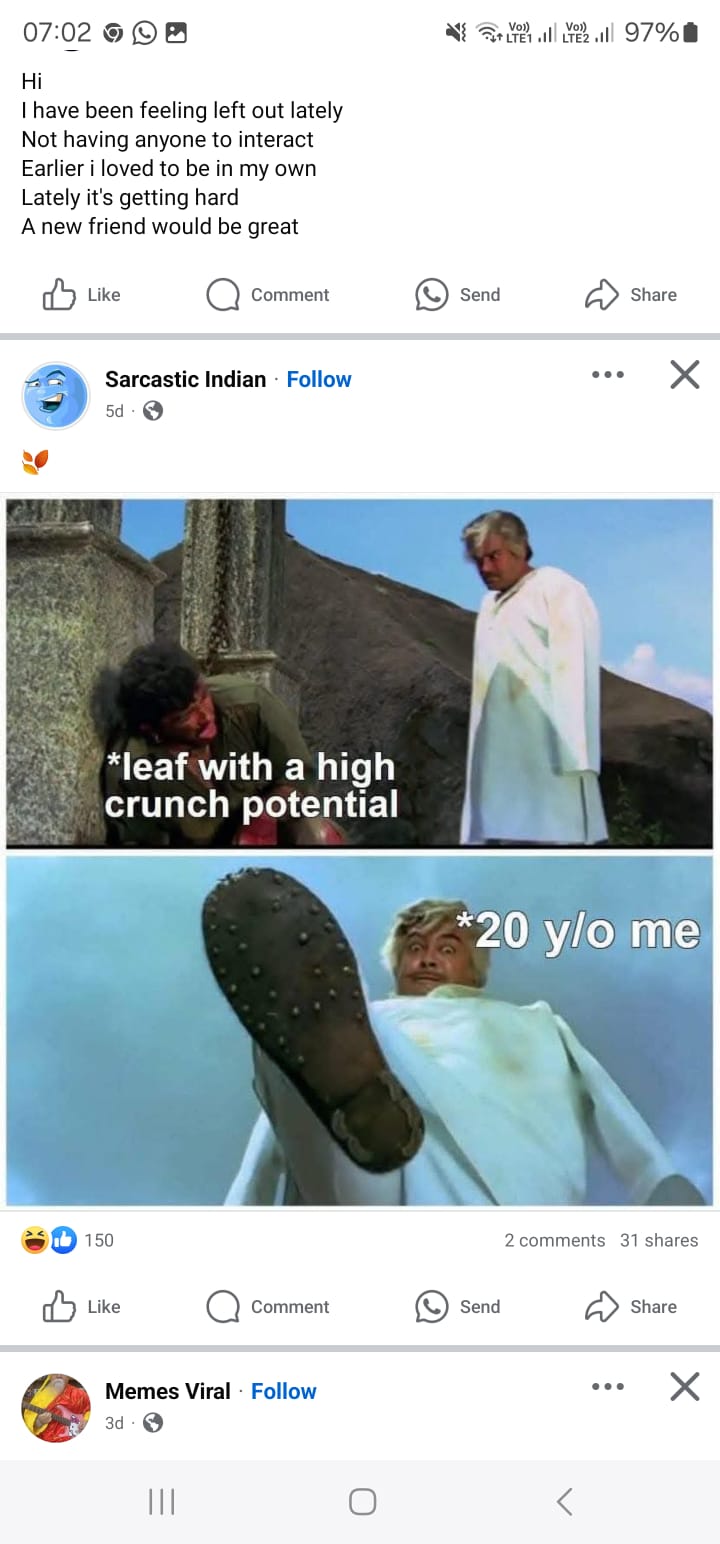 07:02
Vo)) LTE1
Vo)) LTE2
97%
Hi
I have been feeling left out lately
Not having anyone to interact
Earlier i loved to be in my own
Lately it's getting hard
A new friend would be great
Like Comment Send Share
Sarcastic Indian · Follow
5d ·
*leaf with a high
crunch potential
*20 y/o me
150 2 comments 31 shares
Like Comment Send Share
Memes Viral · Follow
3d ·